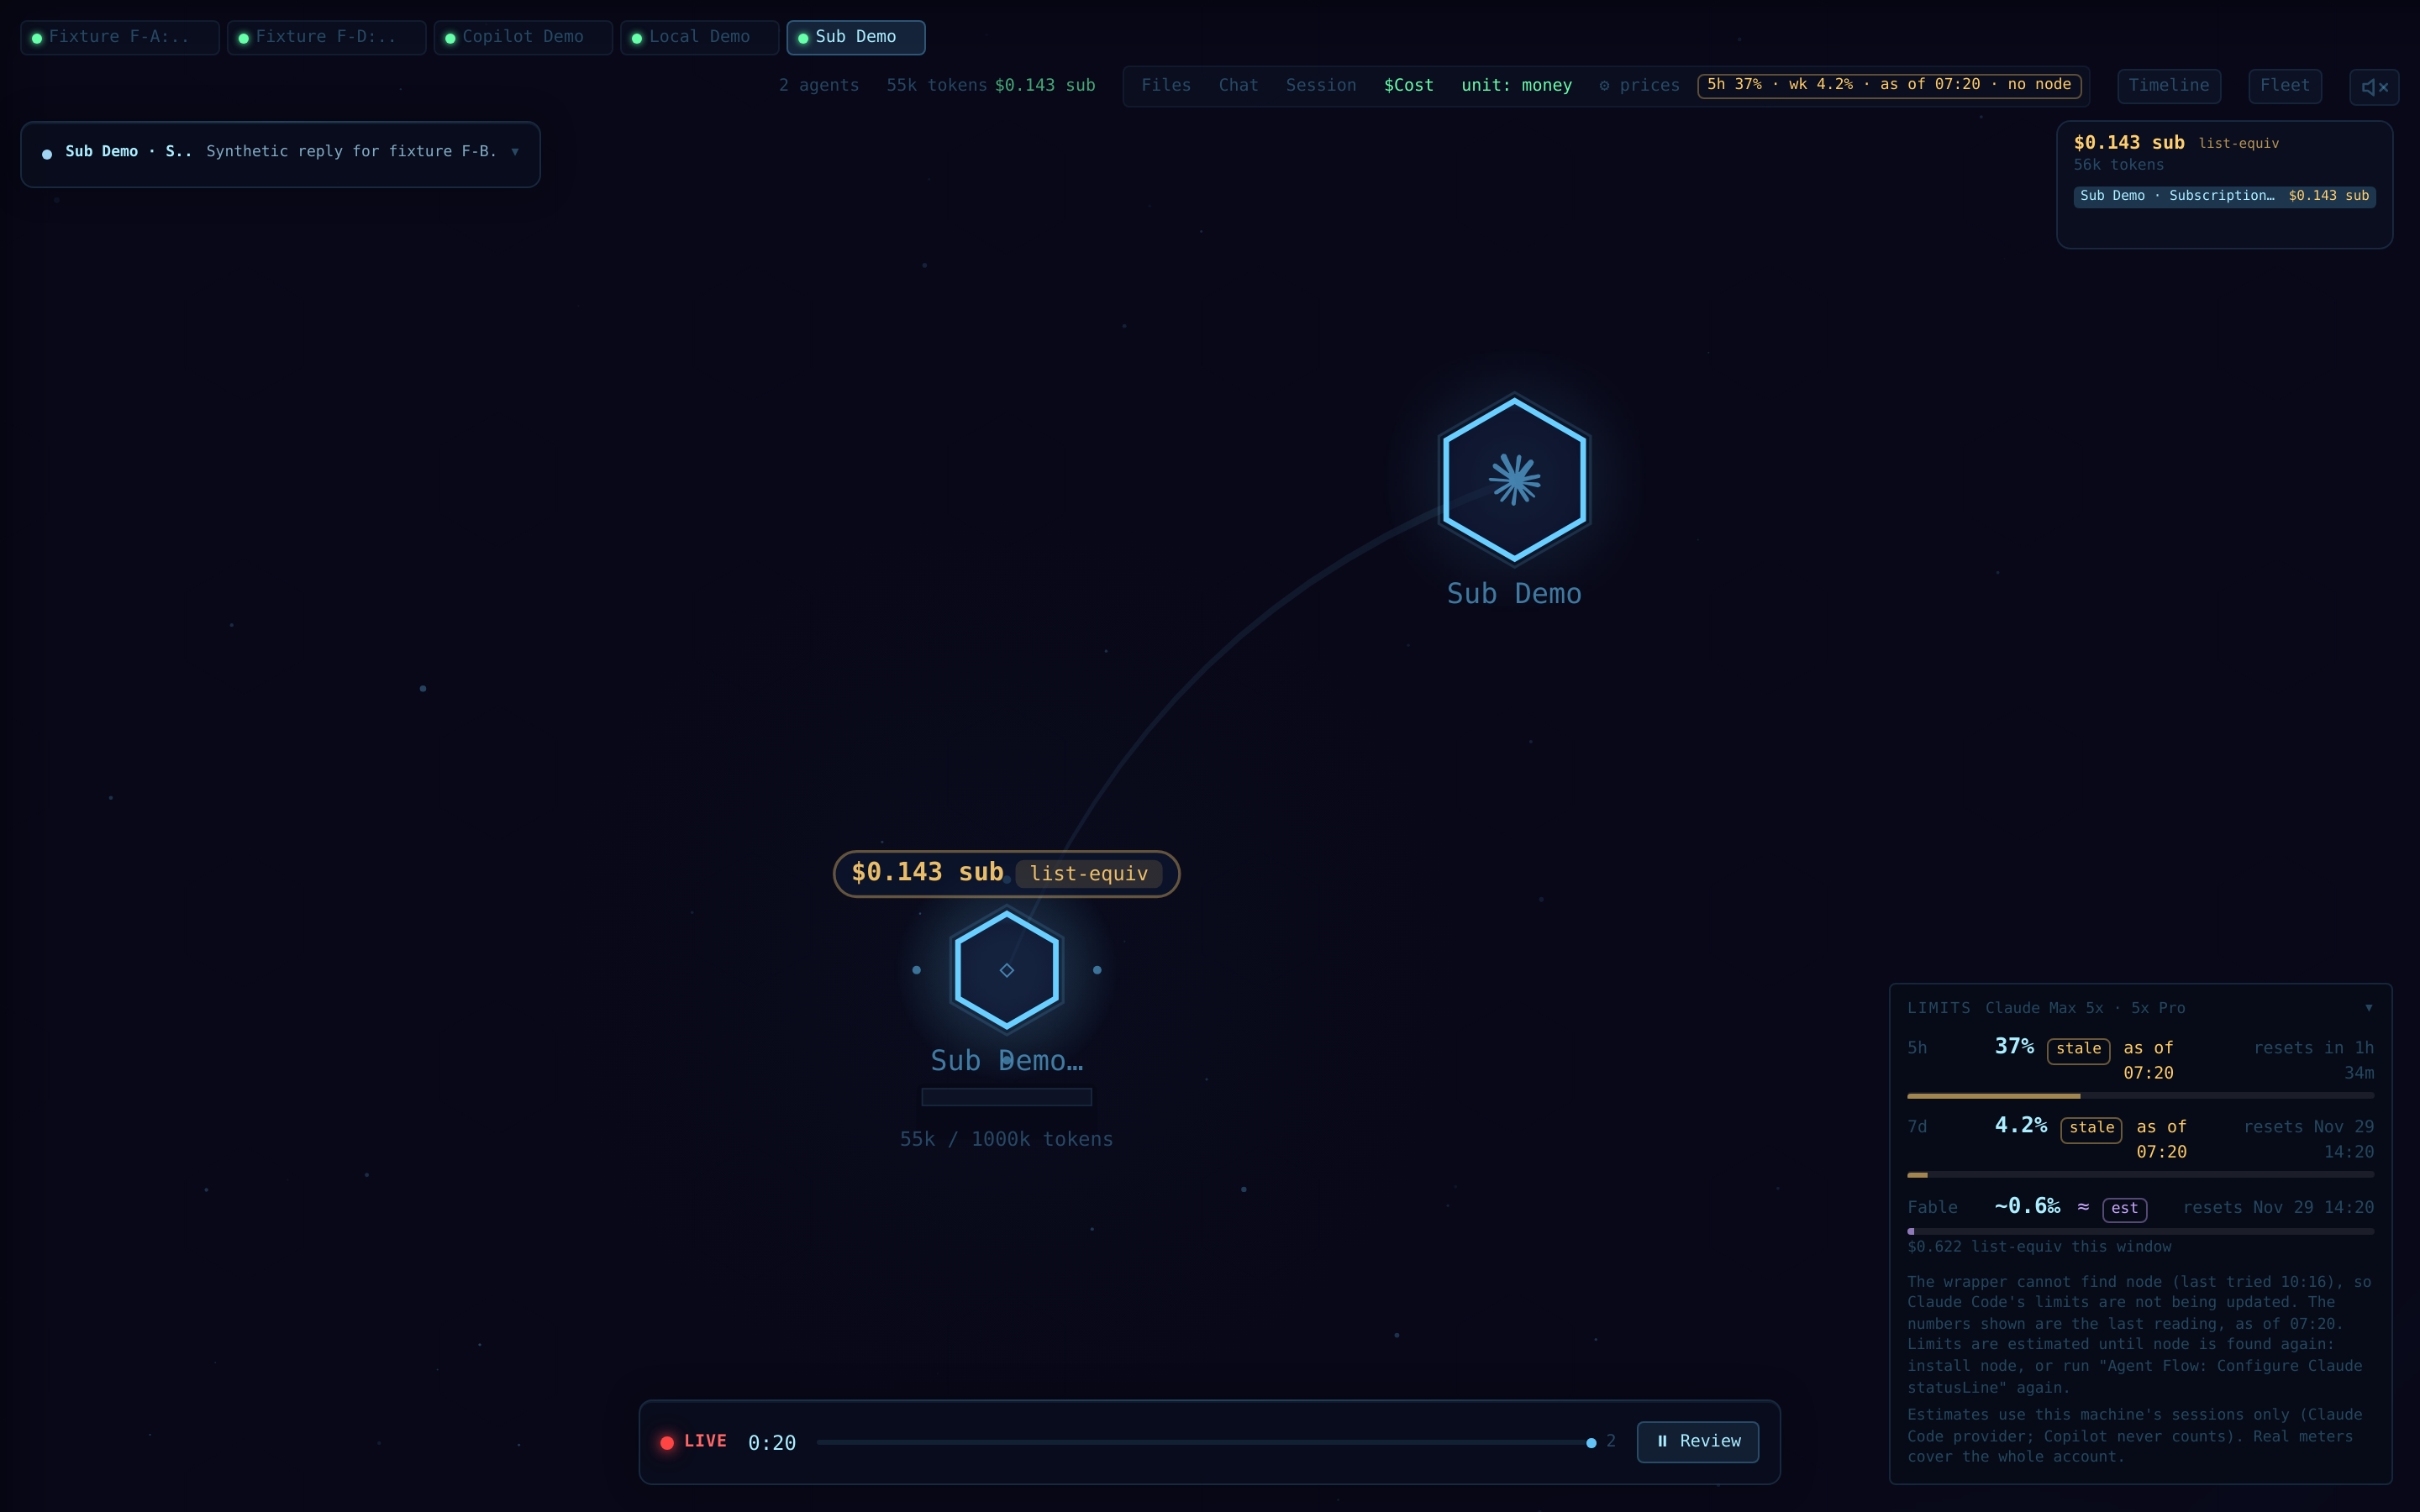 Fixture F-A:..
Fixture F-D:..
Copilot Demo
Local Demo
Sub Demo
2 agents 55k tokens $0.143 sub
Files Chat Session $Cost unit: money ⚙ prices 5h 37% · wk 4.2% · as of 07:20 · no node Timeline Fleet
Sub Demo · S.. Synthetic reply for fixture F-B. ▼
$0.143 sub list-equiv
56k tokens
Sub Demo · Subscription… $0.143 sub
Sub Demo
$0.143 sub list-equiv
Sub Demo…
55k / 1000k tokens
LIMITS Claude Max 5x · 5x Pro ▼
5h 37% stale as of 07:20 resets in 1h 34m
7d 4.2% stale as of 07:20 resets Nov 29 14:20
Fable ~0.6‰ ≈ est resets Nov 29 14:20
$0.622 list-equiv this window
The wrapper cannot find node (last tried 10:16), so
Claude Code's limits are not being updated. The
numbers shown are the last reading, as of 07:20.
Limits are estimated until node is found again:
install node, or run "Agent Flow: Configure Claude
statusLine" again.
Estimates use this machine's sessions only (Claude
Code provider; Copilot never counts). Real meters
cover the whole account.
LIVE 0:20 2 Review